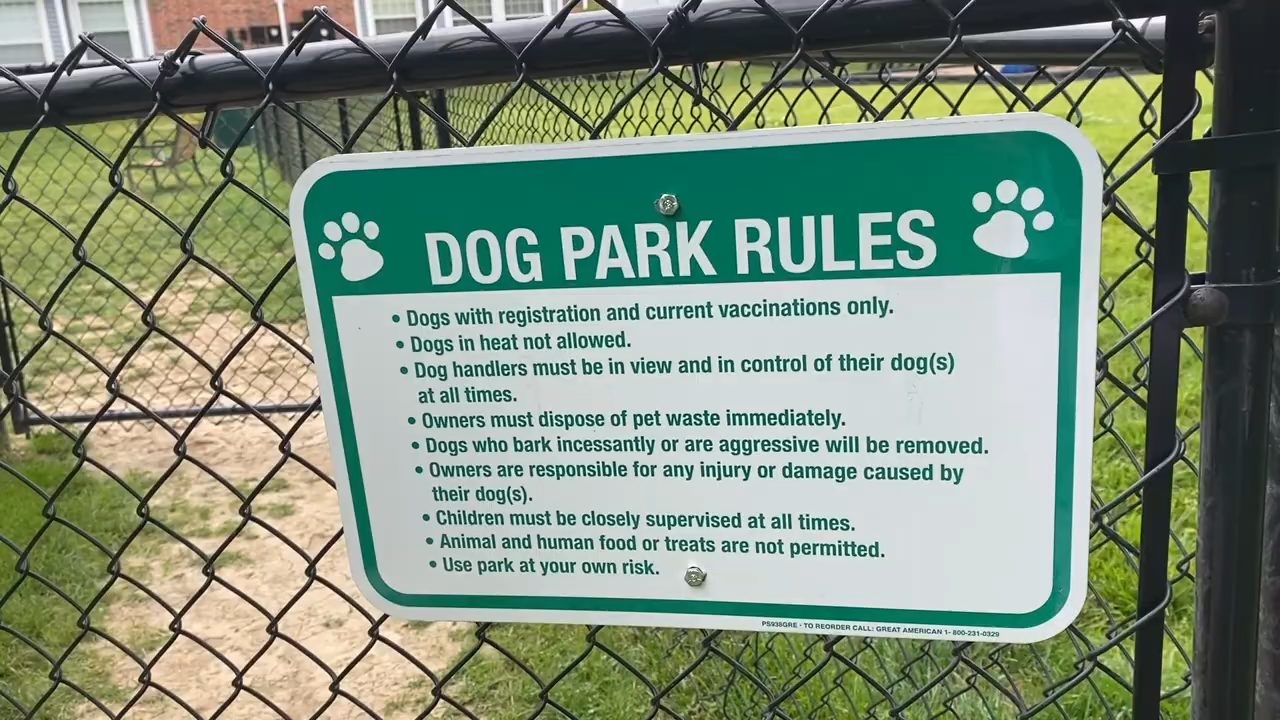 DOG PARK RULES
• Dogs with registration and current vaccinations only.
• Dogs in heat not allowed.
• Dog handlers must be in view and in control of their dog(s)
at all times.
• Owners must dispose of pet waste immediately.
• Dogs who bark incessantly or are aggressive will be removed.
• Owners are responsible for any injury or damage caused by
their dog(s).
• Children must be closely supervised at all times.
• Animal and human food or treats are not permitted.
• Use park at your own risk.
PS938GRE • TO REORDER CALL: GREAT AMERICAN 1- 800-231-0329